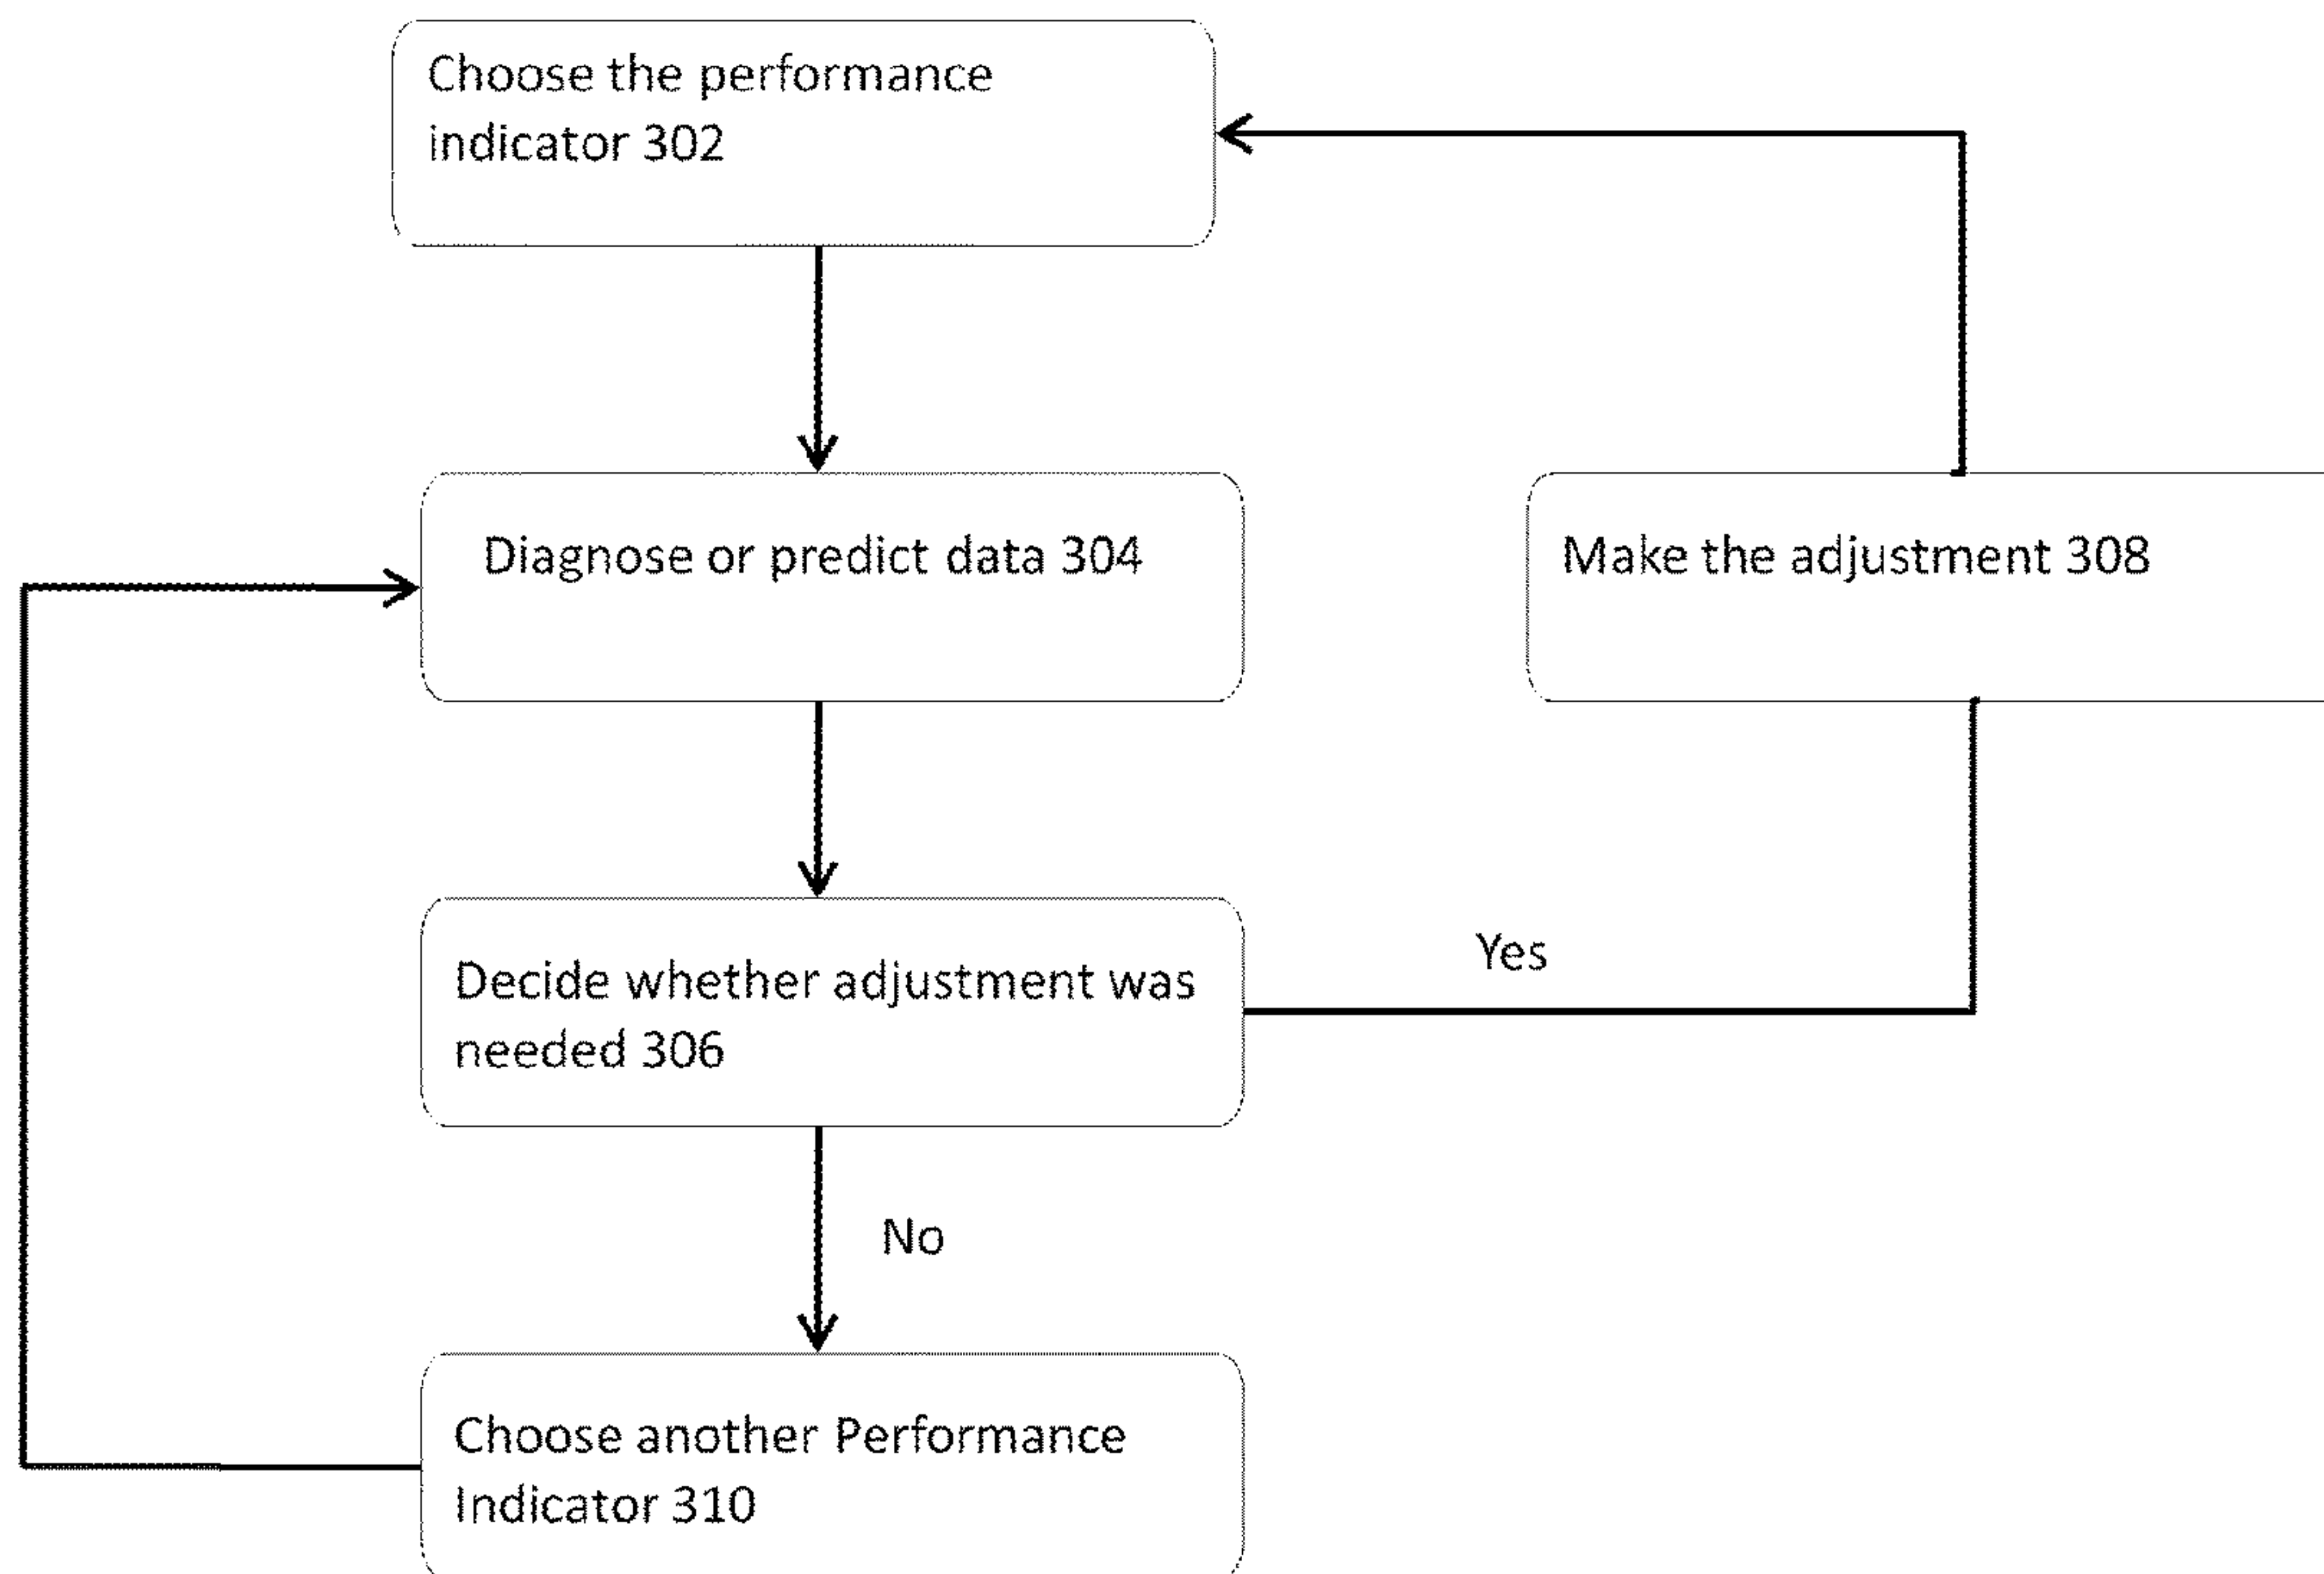 Choose the performance
indicator 302
Diagnose or predict data 304
Make the adjustment 308
Yes
Decide whether adjustment was
needed 306
No
Choose another Performance
Indicator 310